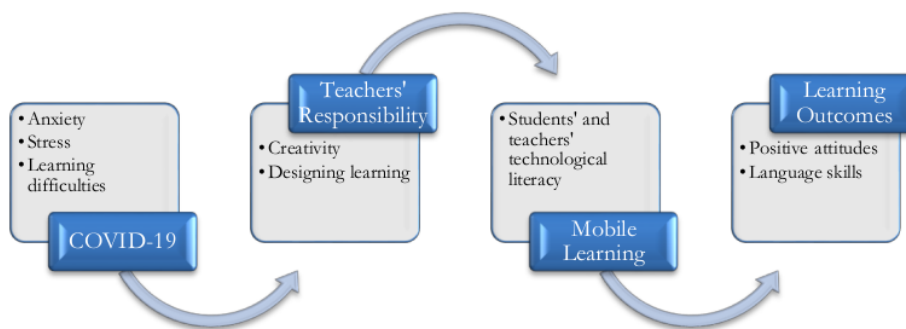 • Anxiety
• Stress
• Learning
difficulties
COVID-19
Teachers'
Responsibility
• Creativity
• Designing learning
• Students' and
teachers'
technological
literacy
Mobile
Learning
Learning
Outcomes
• Positive attitudes
• Language skills